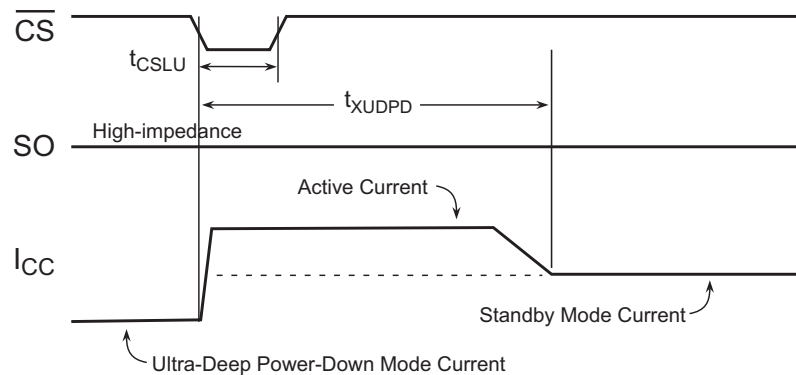 CS
tCSLU
tXUDPD
High-impedance
SO
Active Current
ICC
Standby Mode Current
Ultra-Deep Power-Down Mode Current